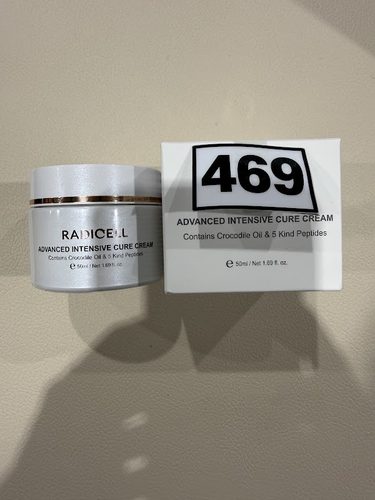 RADICELL
ADVANCED INTENSIVE CURE CREAM
Contains Crocodile Oil & 5 Kind Peptides
℮ 50ml / Net 1.69 fl. oz.
469
ADVANCED INTENSIVE CURE CREAM
Contains Crocodile Oil & 5 Kind Peptides
℮ 50ml / Net 1.69 fl. oz.